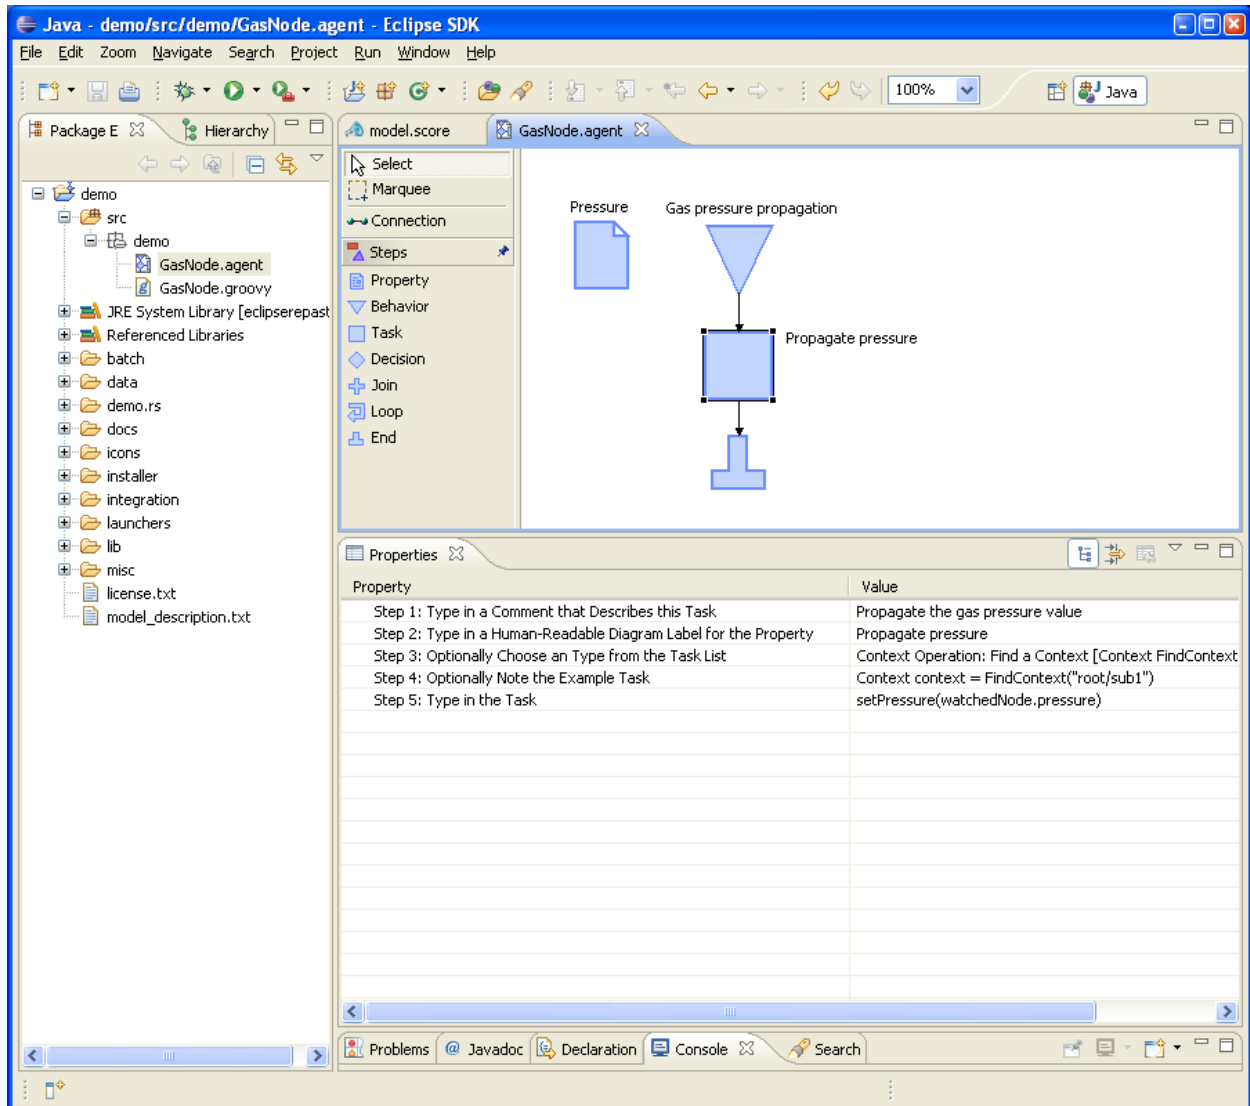 Java - demo/src/demo/GasNode.agent - Eclipse SDK
File Edit Zoom Navigate Search Project Run Window Help
100%
Java
Package E
Hierarchy
demo
src
demo
GasNode.agent
GasNode.groovy
JRE System Library [eclipserepast
Referenced Libraries
batch
data
demo.rs
docs
icons
installer
integration
launchers
lib
misc
license.txt
model_description.txt
model.score
GasNode.agent
Select
Marquee
Connection
Steps
Property
Behavior
Task
Decision
Join
Loop
End
Pressure
Gas pressure propagation
Propagate pressure
Properties
Property Value
Step 1: Type in a Comment that Describes this Task Propagate the gas pressure value
Step 2: Type in a Human-Readable Diagram Label for the Property Propagate pressure
Step 3: Optionally Choose an Type from the Task List Context Operation: Find a Context [Context FindContext
Step 4: Optionally Note the Example Task Context context = FindContext("root/sub1")
Step 5: Type in the Task setPressure(watchedNode.pressure)
Problems @ Javadoc Declaration Console Search